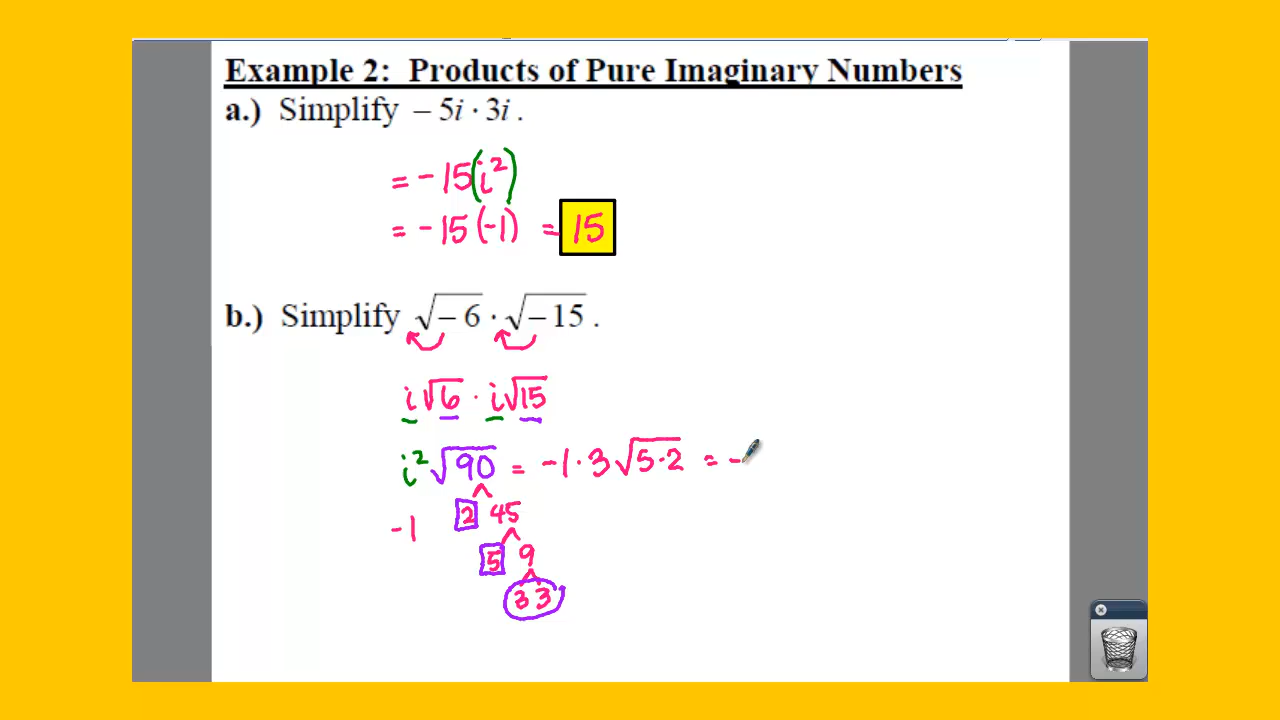 Example 2: Products of Pure Imaginary Numbers
a.) Simplify – 5i · 3i .
= -15(i²)
= -15(-1) = 15
b.) Simplify √– 6 · √– 15 .
i√6 · i√15
i²√90 = -1·3√5·2 = -
2 45
-1
5 9
3 3